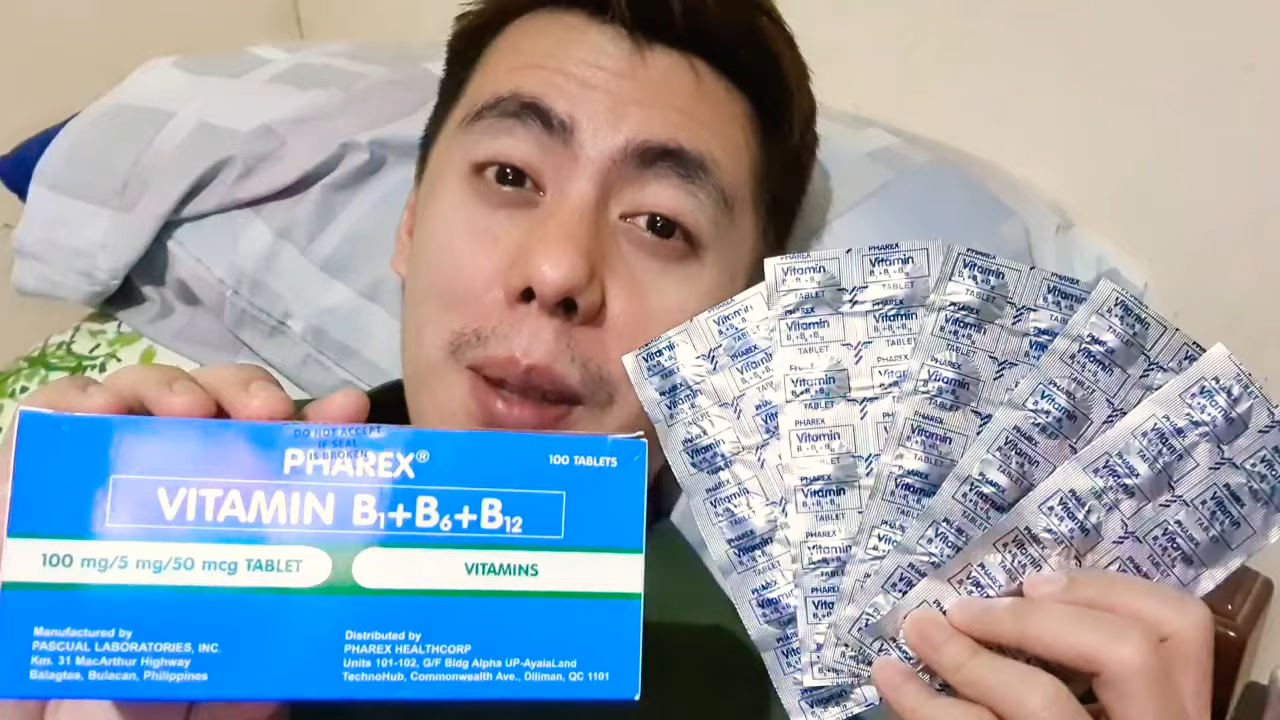 DO NOT ACCEPT
IF SEAL
IS BROKEN
PHAREX®
100 TABLETS
VITAMIN B₁+B₆+B₁₂
100 mg/5 mg/50 mcg TABLET
VITAMINS
Manufactured by
PASCUAL LABORATORIES, INC.
Km. 31 MacArthur Highway
Balagtas, Bulacan, Philippines
Distributed by
PHAREX HEALTHCORP
Units 101-102, G/F Bldg Alpha UP-AyalaLand
TechnoHub, Commonwealth Ave., Diliman, QC 1101
PHAREX
Vitamin
B₁+B₆+B₁₂
TABLET